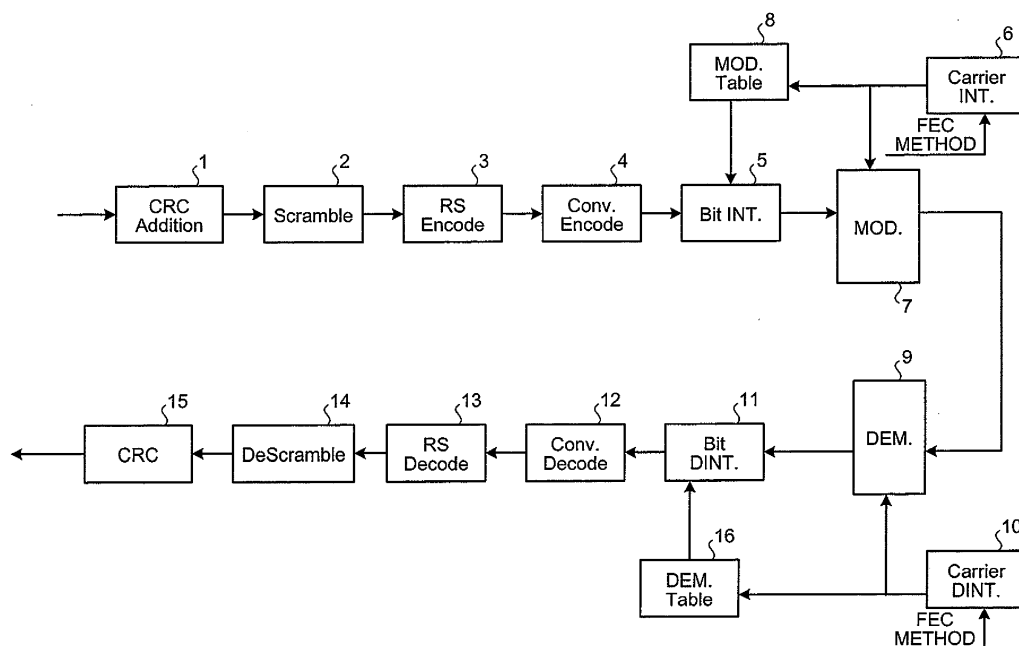 8
MOD.
Table
6
Carrier
INT.
FEC
METHOD
1
CRC
Addition
2
Scramble
3
RS
Encode
4
Conv.
Encode
5
Bit INT.
MOD.
7
15
CRC
14
DeScramble
13
RS
Decode
12
Conv.
Decode
11
Bit
DINT.
9
DEM.
16
DEM.
Table
10
Carrier
DINT.
FEC
METHOD